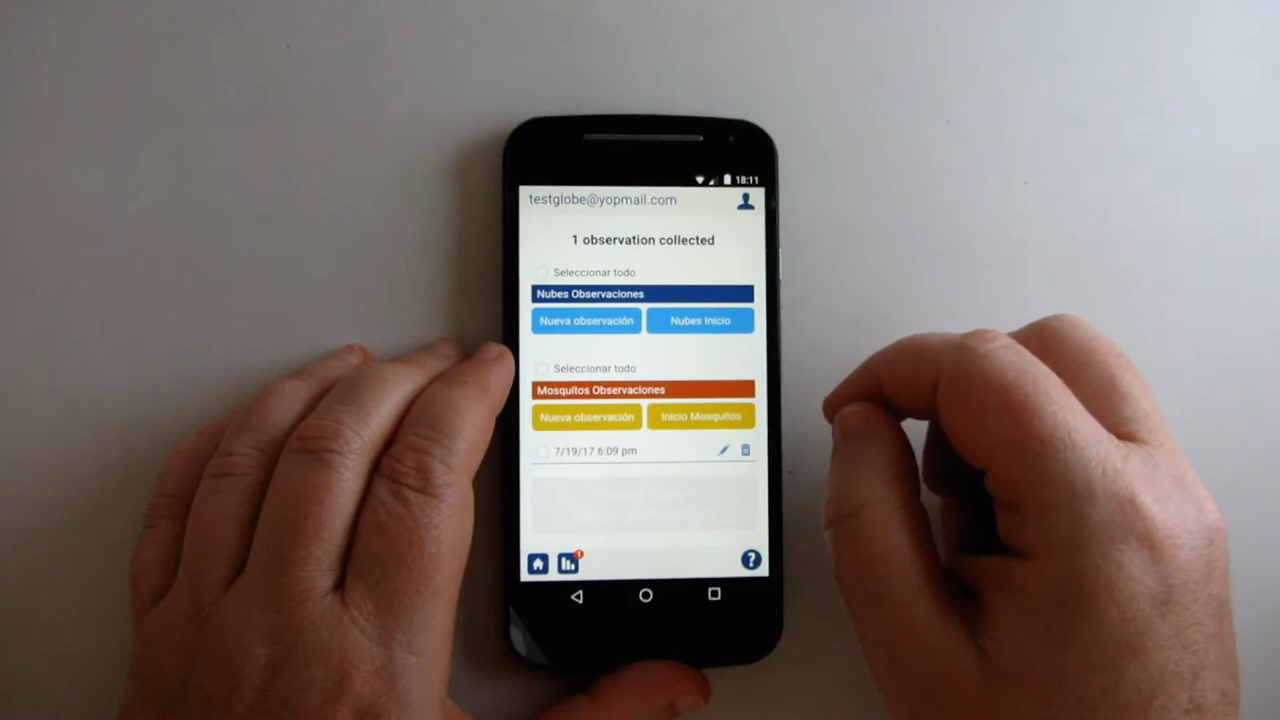 18:11
testglobe@yopmail.com
1 observation collected
Seleccionar todo
Nubes Observaciones
Nueva observación Nubes Inicio
Seleccionar todo
Mosquitos Observaciones
Nueva observación Inicio Mosquitos
7/19/17 6:09 pm
1
?